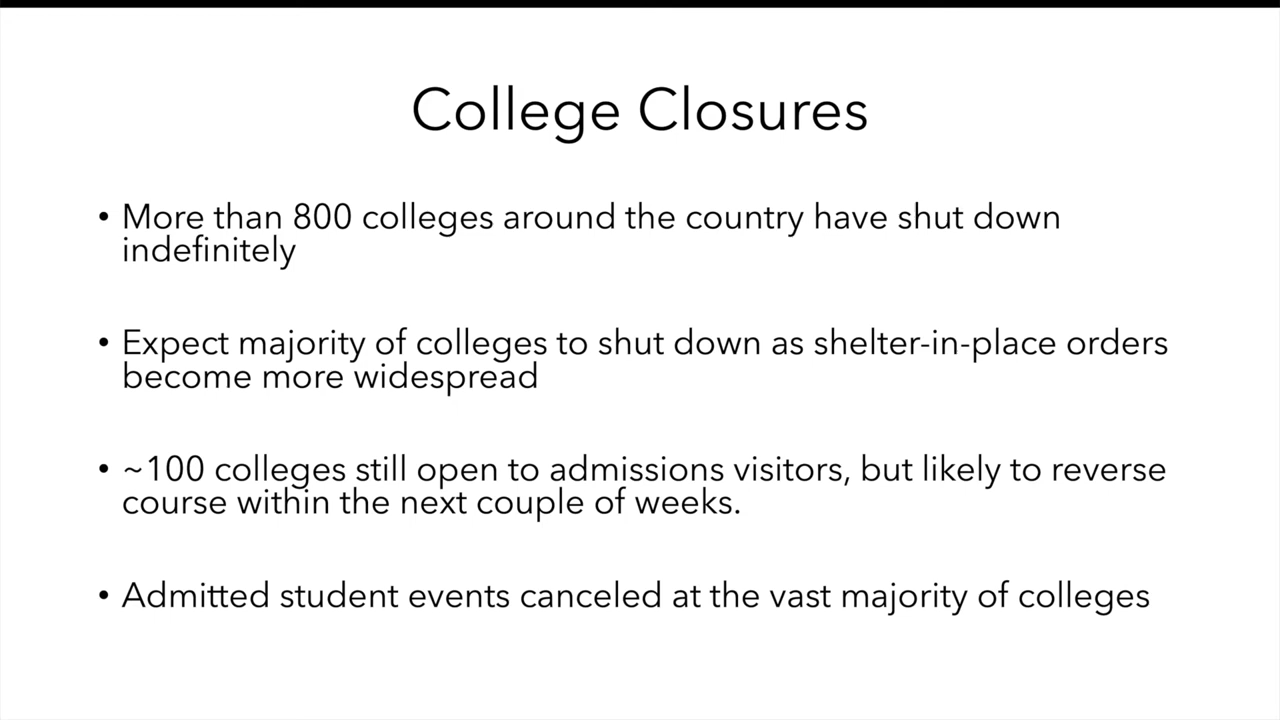 College Closures
• More than 800 colleges around the country have shut down
indefinitely
• Expect majority of colleges to shut down as shelter-in-place orders
become more widespread
• ~100 colleges still open to admissions visitors, but likely to reverse
course within the next couple of weeks.
• Admitted student events canceled at the vast majority of colleges